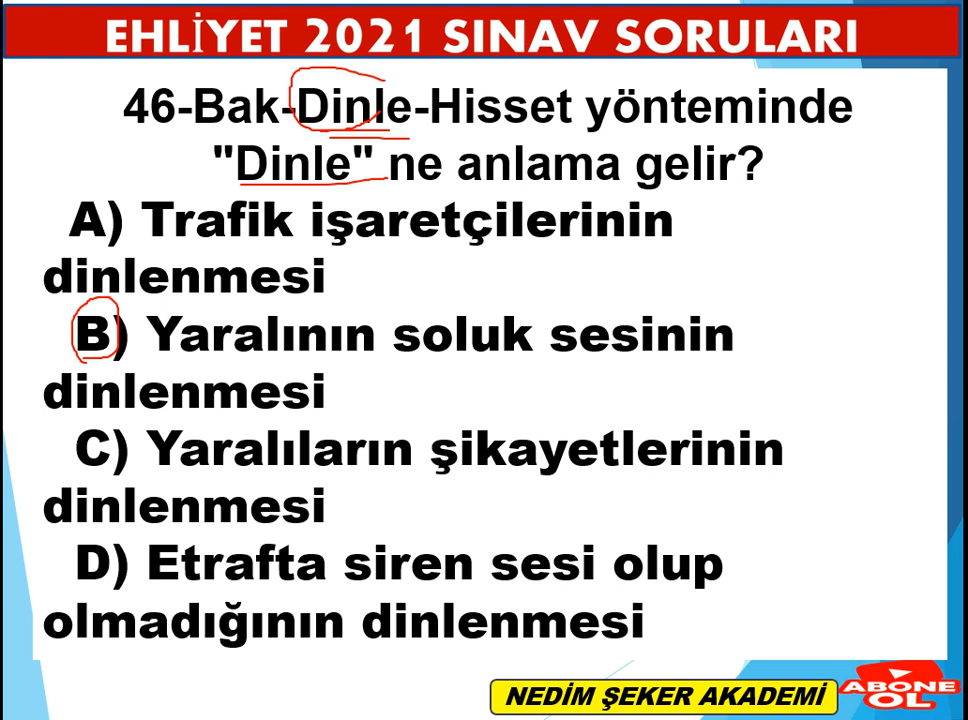 EHLİYET 2021 SINAV SORULARI
46-Bak-Dinle-Hisset yönteminde
"Dinle" ne anlama gelir?
A) Trafik işaretçilerinin
dinlenmesi
B) Yaralının soluk sesinin
dinlenmesi
C) Yaralıların şikayetlerinin
dinlenmesi
D) Etrafta siren sesi olup
olmadığının dinlenmesi
NEDİM ŞEKER AKADEMİ
ABONE
OL